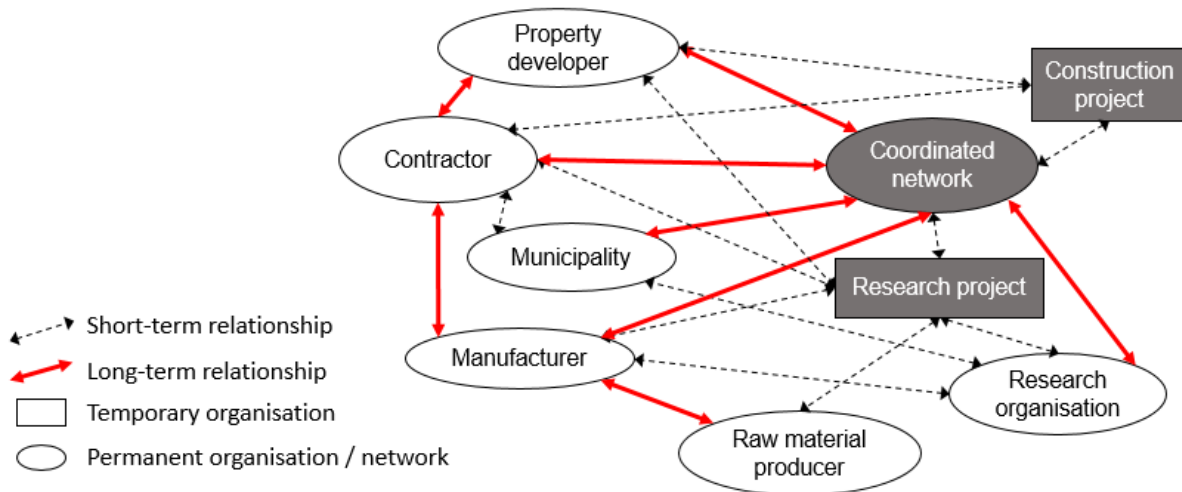 Property
developer
Construction
project
Contractor
Coordinated
network
Municipality
Research project
Short-term relationship
Manufacturer
Long-term relationship
Research
organisation
Temporary organisation
Raw material
producer
Permanent organisation / network